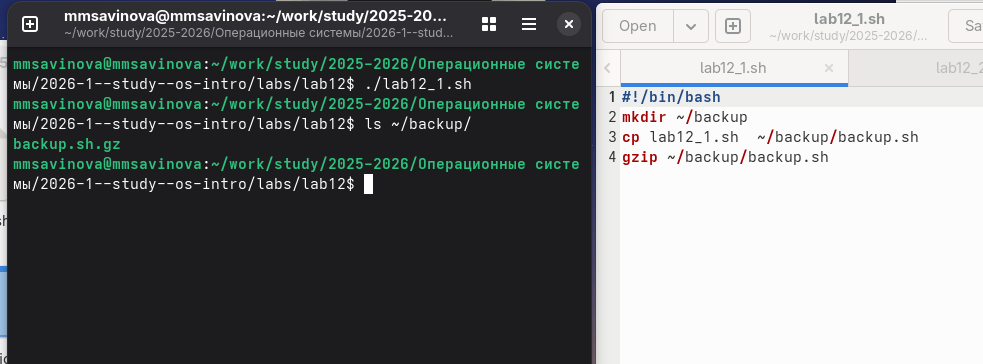 mmsavinova@mmsavinova:~/work/study/2025-20...
~/work/study/2025-2026/Операционные системы/2026-1--stud...
mmsavinova@mmsavinova:~/work/study/2025-2026/Операционные систе
мы/2026-1--study--os-intro/labs/lab12$ ./lab12_1.sh
mmsavinova@mmsavinova:~/work/study/2025-2026/Операционные систе
мы/2026-1--study--os-intro/labs/lab12$ ls ~/backup/
backup.sh.gz
mmsavinova@mmsavinova:~/work/study/2025-2026/Операционные систе
мы/2026-1--study--os-intro/labs/lab12$
Open
lab12_1.sh
~/work/study/2025-2026/...
Sa
lab12_1.sh
lab12_2
1 #!/bin/bash
2 mkdir ~/backup
3 cp lab12_1.sh  ~/backup/backup.sh
4 gzip ~/backup/backup.sh